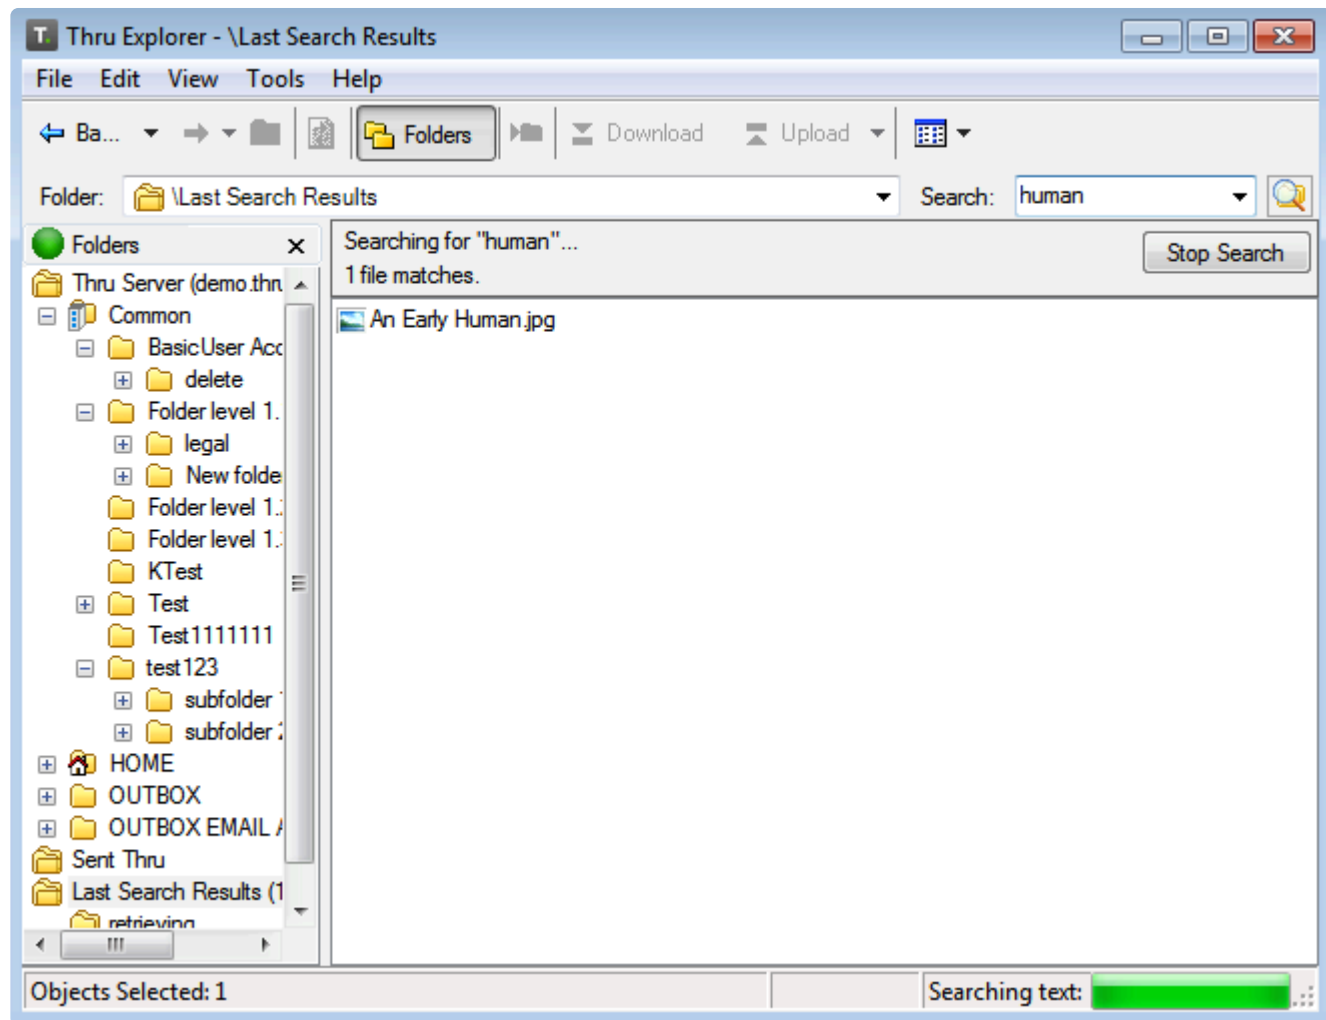 T. Thru Explorer - \Last Search Results
File Edit View Tools Help
Ba... Folders Download Upload
Folder: \Last Search Results Search: human
Folders
Searching for "human"...
Stop Search
1 file matches.
Thru Server (demo.thru
Common
BasicUser Acc
delete
Folder level 1.
legal
New folde
Folder level 1.
Folder level 1.
KTest
Test
Test1111111
test123
subfolder
subfolder
HOME
OUTBOX
OUTBOX EMAIL
Sent Thru
Last Search Results (1
retrieving
An Early Human.jpg
Objects Selected: 1
Searching text: